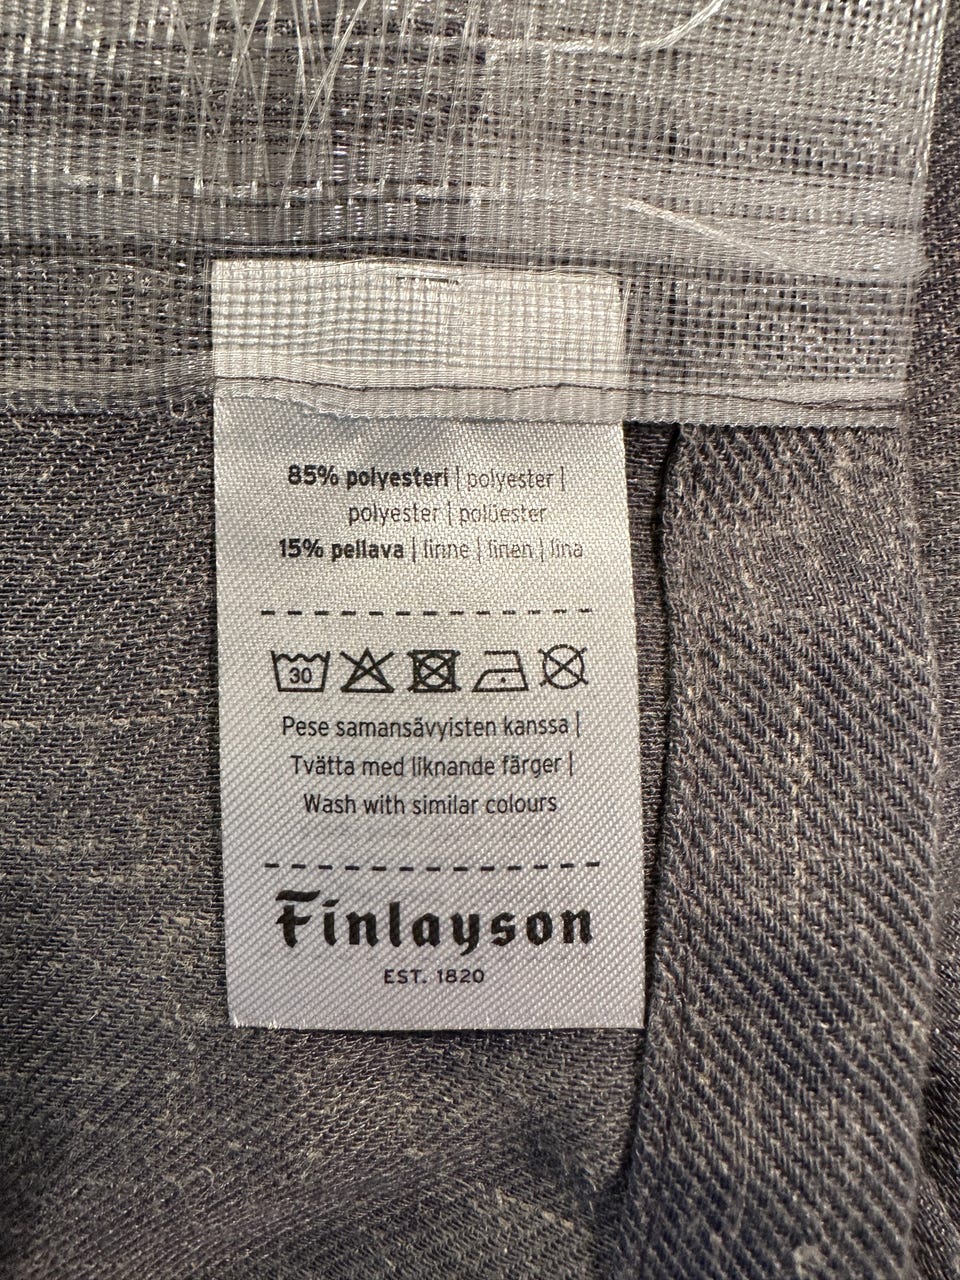 85% polyesteri | polyester |
polyester | polüester
15% pellava | linne | linen | lina
30
Pese samansävyisten kanssa |
Tvätta med liknande färger |
Wash with similar colours
Finlayson
EST. 1820